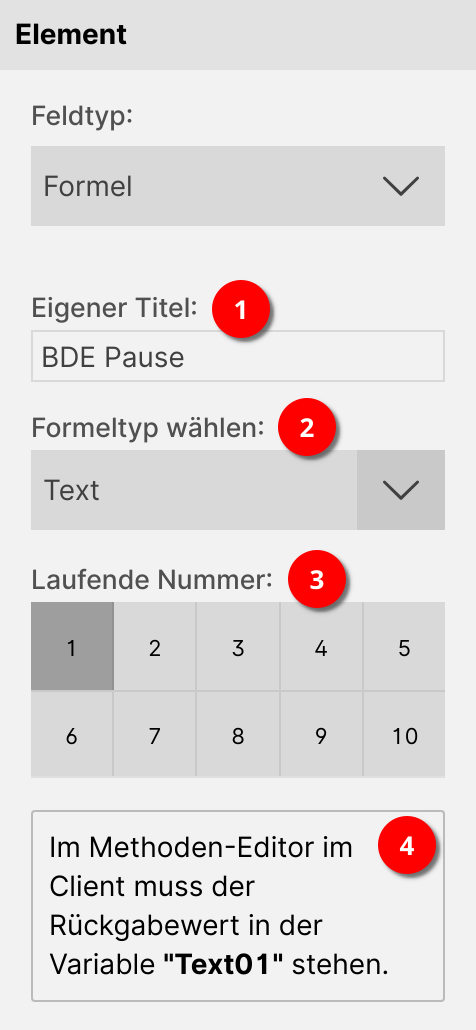 Element
Feldtyp:
Formel
Eigener Titel: 1
BDE Pause
Formeltyp wählen: 2
Text
Laufende Nummer: 3
1 2 3 4 5
6 7 8 9 10
Im Methoden-Editor im 4
Client muss der
Rückgabewert in der
Variable "Text01" stehen.